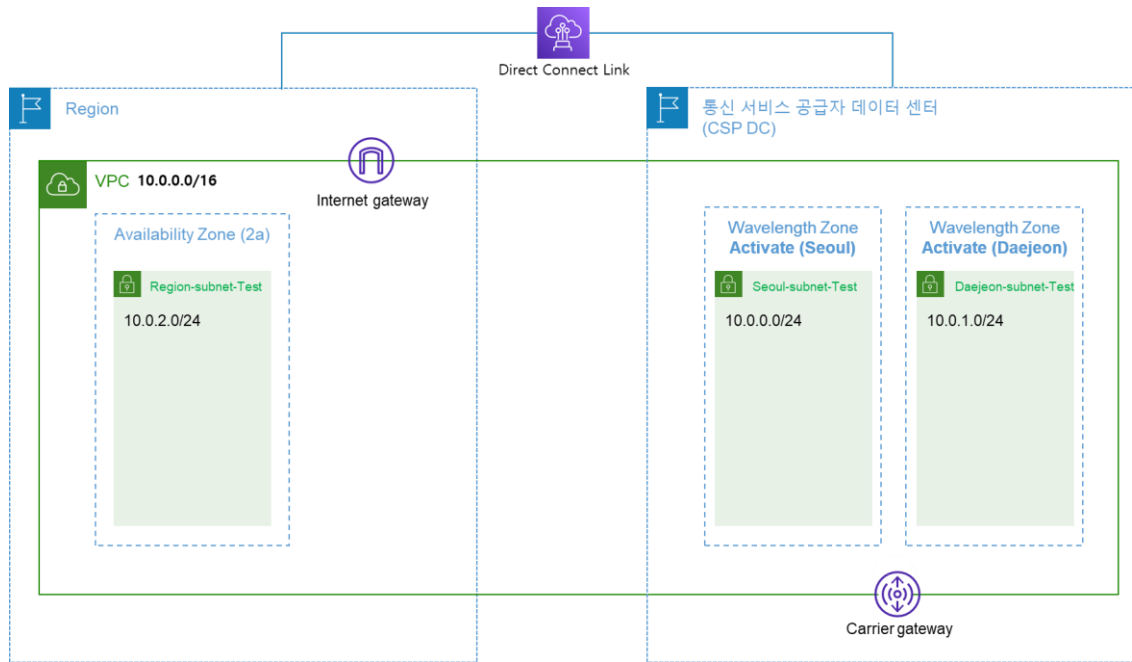 Direct Connect Link
Region
통신 서비스 공급자 데이터 센터
(CSP DC)
VPC 10.0.0.0/16
Internet gateway
Availability Zone (2a)
Region-subnet-Test
10.0.2.0/24
Wavelength Zone
Activate (Seoul)
Seoul-subnet-Test
10.0.0.0/24
Wavelength Zone
Activate (Daejeon)
Daejeon-subnet-Test
10.0.1.0/24
Carrier gateway